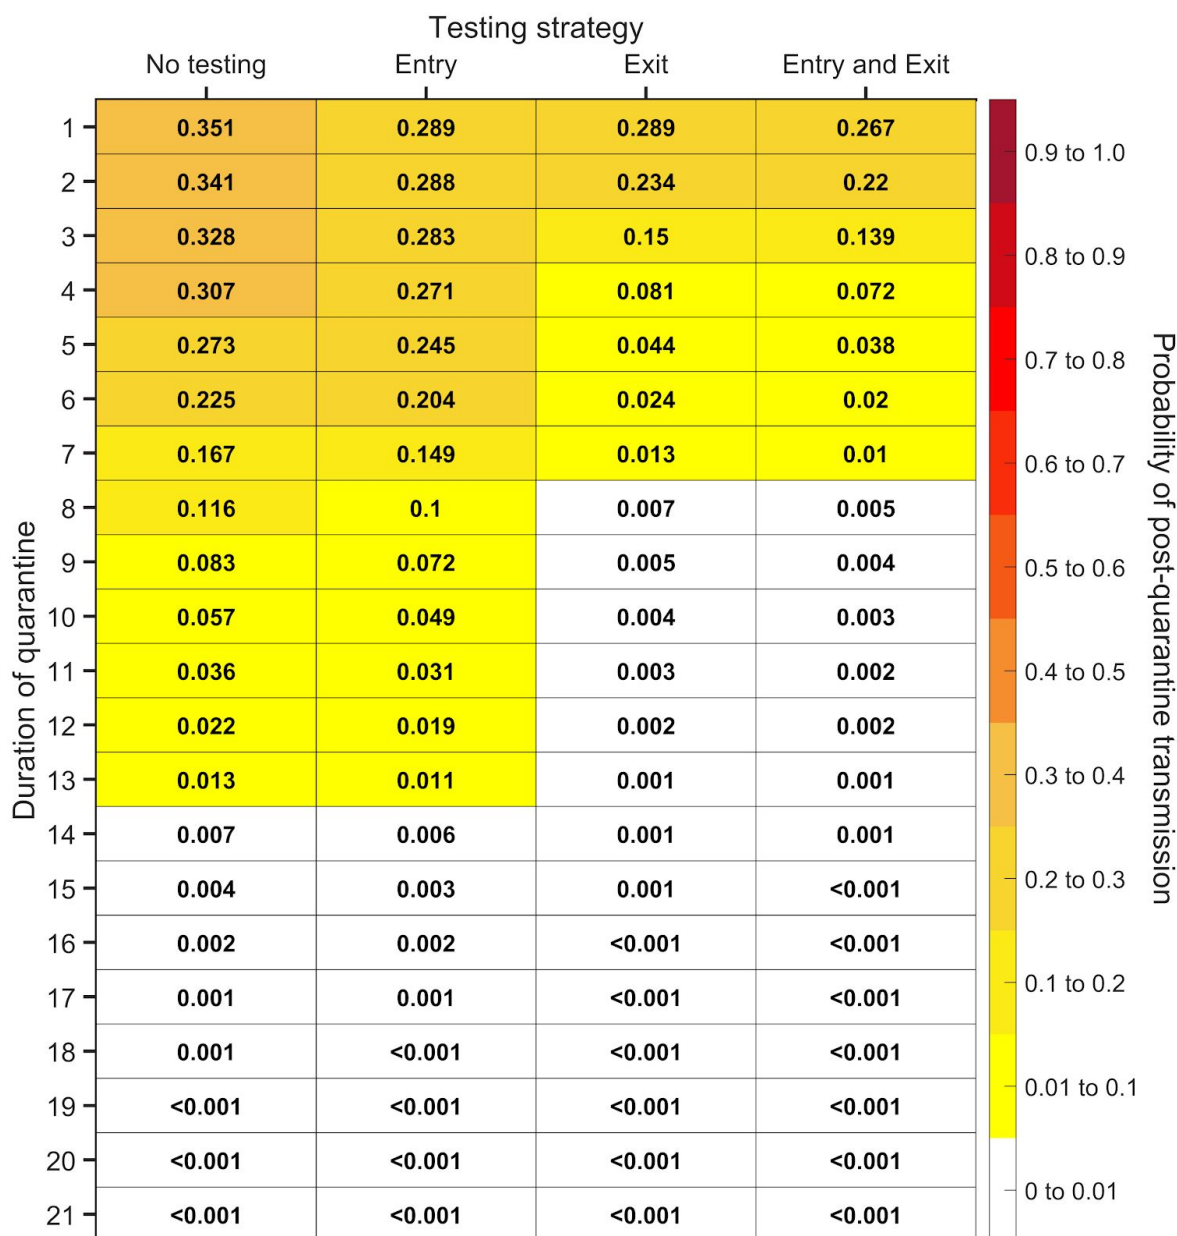 Testing strategy
No testing Entry Exit Entry and Exit
1 0.351 0.289 0.289 0.267
2 0.341 0.288 0.234 0.22
3 0.328 0.283 0.15 0.139
4 0.307 0.271 0.081 0.072
5 0.273 0.245 0.044 0.038
6 0.225 0.204 0.024 0.02
7 0.167 0.149 0.013 0.01
8 0.116 0.1 0.007 0.005
9 0.083 0.072 0.005 0.004
10 0.057 0.049 0.004 0.003
11 0.036 0.031 0.003 0.002
12 0.022 0.019 0.002 0.002
13 0.013 0.011 0.001 0.001
14 0.007 0.006 0.001 0.001
15 0.004 0.003 0.001 <0.001
16 0.002 0.002 <0.001 <0.001
17 0.001 0.001 <0.001 <0.001
18 0.001 <0.001 <0.001 <0.001
19 <0.001 <0.001 <0.001 <0.001
20 <0.001 <0.001 <0.001 <0.001
21 <0.001 <0.001 <0.001 <0.001
Duration of quarantine
0.9 to 1.0
0.8 to 0.9
0.7 to 0.8
0.6 to 0.7
0.5 to 0.6
0.4 to 0.5
0.3 to 0.4
0.2 to 0.3
0.1 to 0.2
0.01 to 0.1
0 to 0.01
Probability of post-quarantine transmission